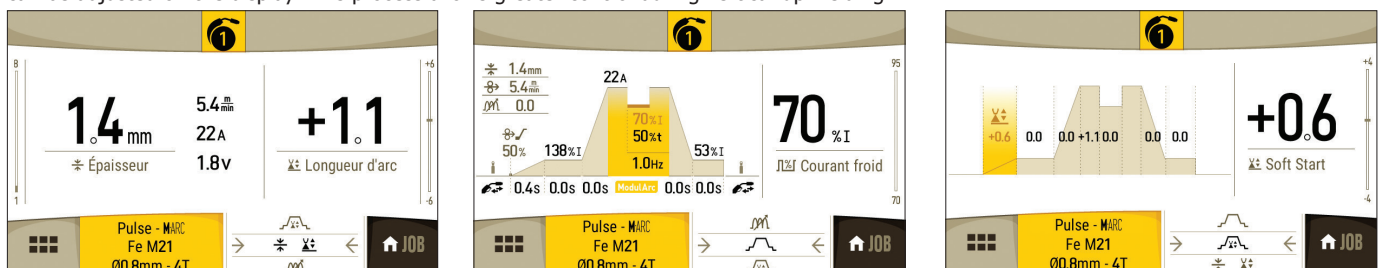 1
8
+6
1.4 mm
Épaisseur
5.4 m/min
22A
1.8V
+1.1
Longueur d'arc
1
-6
Pulse - MARC
Fe M21
Ø0.8mm - 4T
JOB
1
1.4mm
5.4 m/min
0.0
50%
138%I
22A
70%I
50%t
1.0Hz
53%I
0.4s 0.0s 0.0s ModulArc 0.0s 0.0s
95
70 %I
Courant froid
70
Pulse - MARC
Fe M21
Ø0.8mm - 4T
JOB
1
+0.6 0.0 0.0 +1.1 0.0 0.0 0.0
+4
+0.6
Soft Start
-4
Pulse - MARC
Fe M21
Ø0.8mm - 4T
JOB